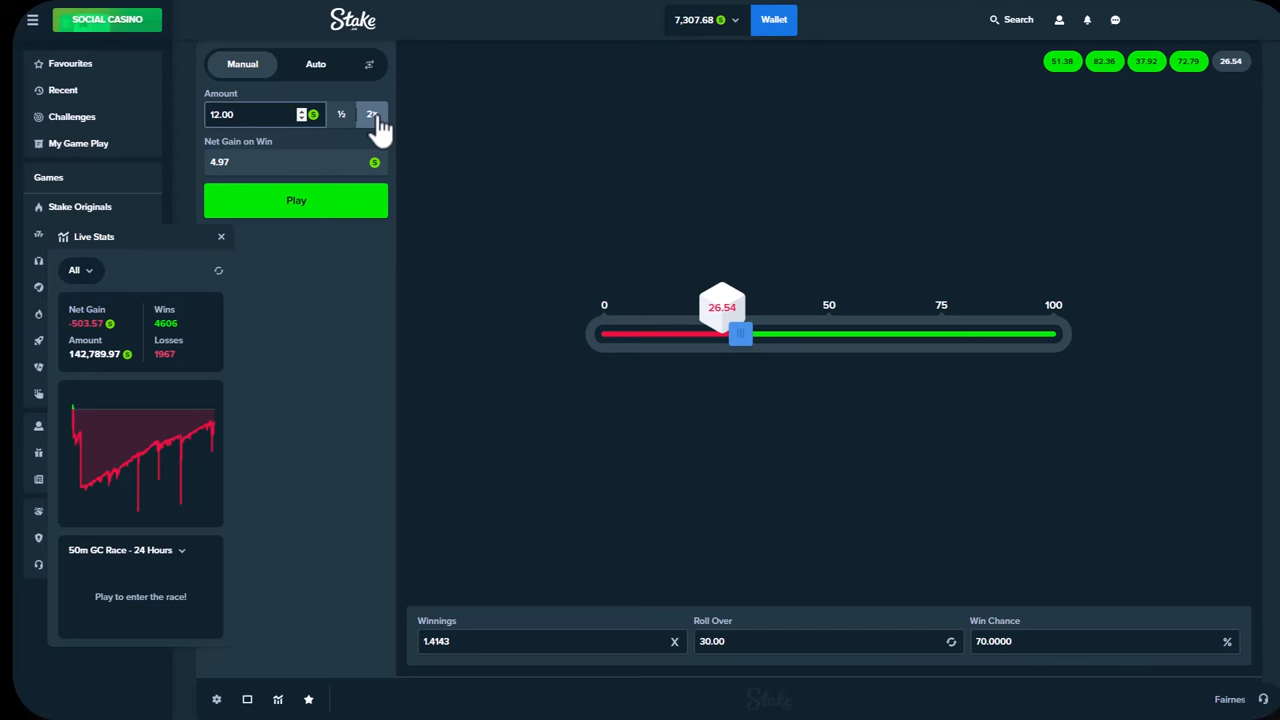 SOCIAL CASINO
Stake
7,307.68
Wallet
Search
Favourites
Recent
Challenges
My Game Play
Games
Stake Originals
Manual
Auto
51.38
82.36
37.92
72.79
26.54
Amount
12.00
½
Net Gain on Win
4.97
Play
Live Stats
All
Net Gain
Wins
-503.57
4606
Amount
Losses
142,789.97
1967
50m GC Race - 24 Hours
Play to enter the race!
0
26.54
50
75
100
Winnings
Roll Over
Win Chance
1.4143
30.00
70.0000
%
Stake
Fairnes